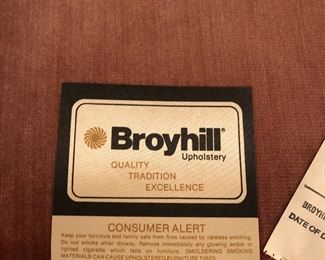 Broyhill®
Upholstery
QUALITY
TRADITION
EXCELLENCE
CONSUMER ALERT
Keep your furniture and family safe from fires caused by careless smoking.
Do not smoke when drowsy. Remove immediately any glowing amber or
lighted cigarette which falls on furniture. SMOLDERING SMOKING
MATERIALS CAN CAUSE UPHOLSTERED FURNITURE FIRES.
BROYHI
DATE OF D